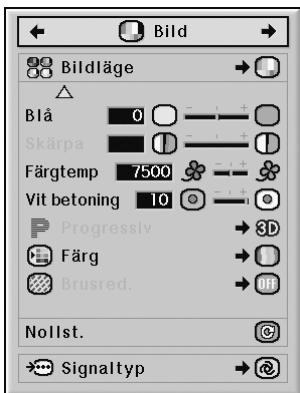 Bild
Bildläge
Blå 0
Skärpa
Färgtemp 7500
Vit betoning 10
P Progressiv 3D
Färg
Brusred. OFF
Nollst.
Signaltyp